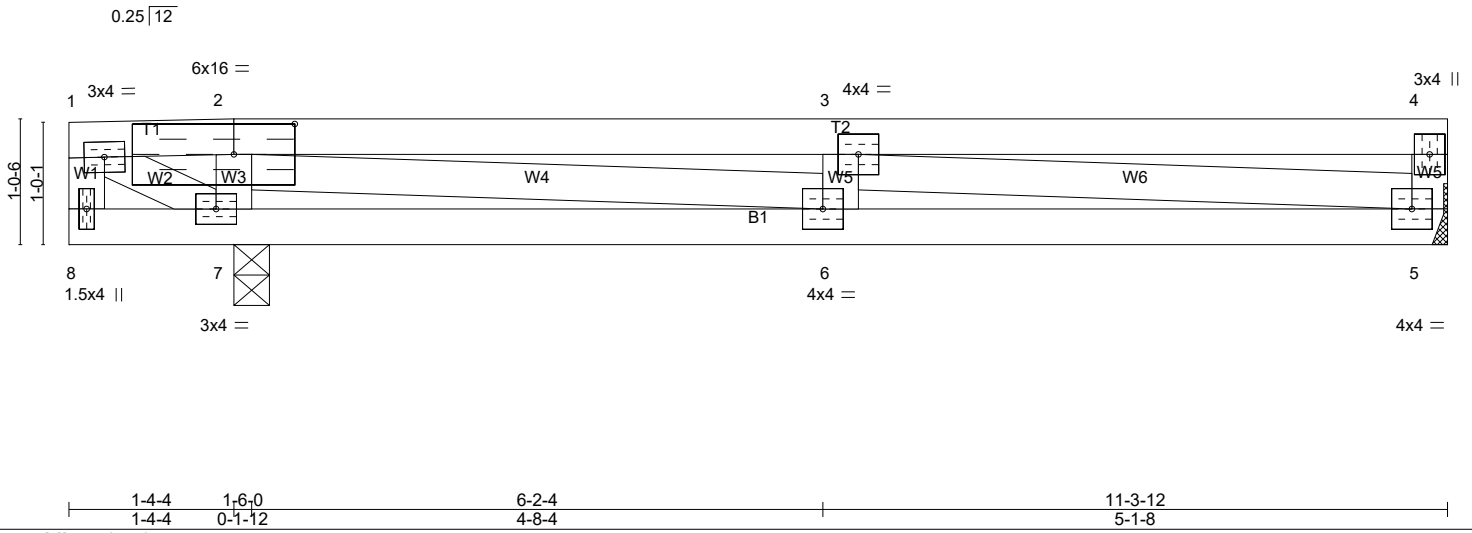 0.25 12
6x16 =
3x4 =
4x4 =
3x4 ||
1
2
3
4
T1
T2
1-0-6
1-0-1
W1
W2
W3
W4
W5
W6
W5
B1
8
7
6
5
1.5x4 ||
4x4 =
3x4 =
4x4 =
1-4-4 1-6-0 6-2-4 11-3-12
1-4-4 0-1-12 4-8-4 5-1-8